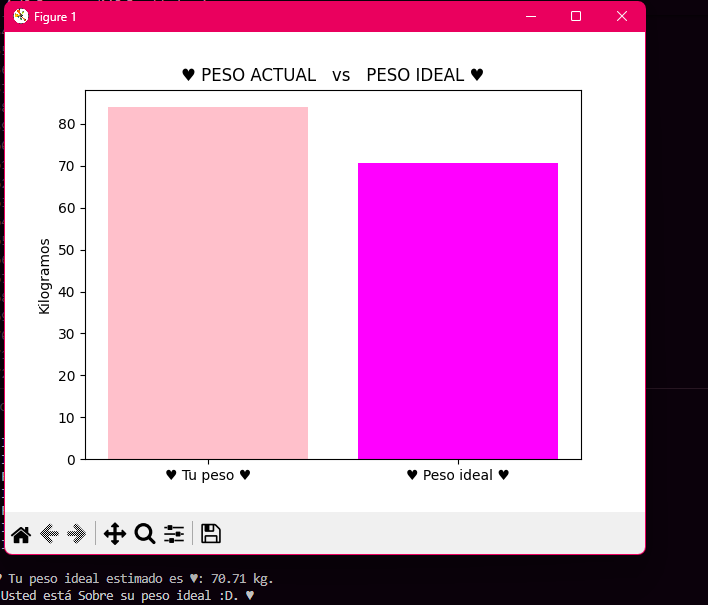 Figure 1
♥ PESO ACTUAL   vs   PESO IDEAL ♥
Kilogramos
80
70
60
50
40
30
20
10
0
♥ Tu peso ♥
♥ Peso ideal ♥
♥ Tu peso ideal estimado es ♥: 70.71 kg.
Usted está Sobre su peso ideal :D. ♥